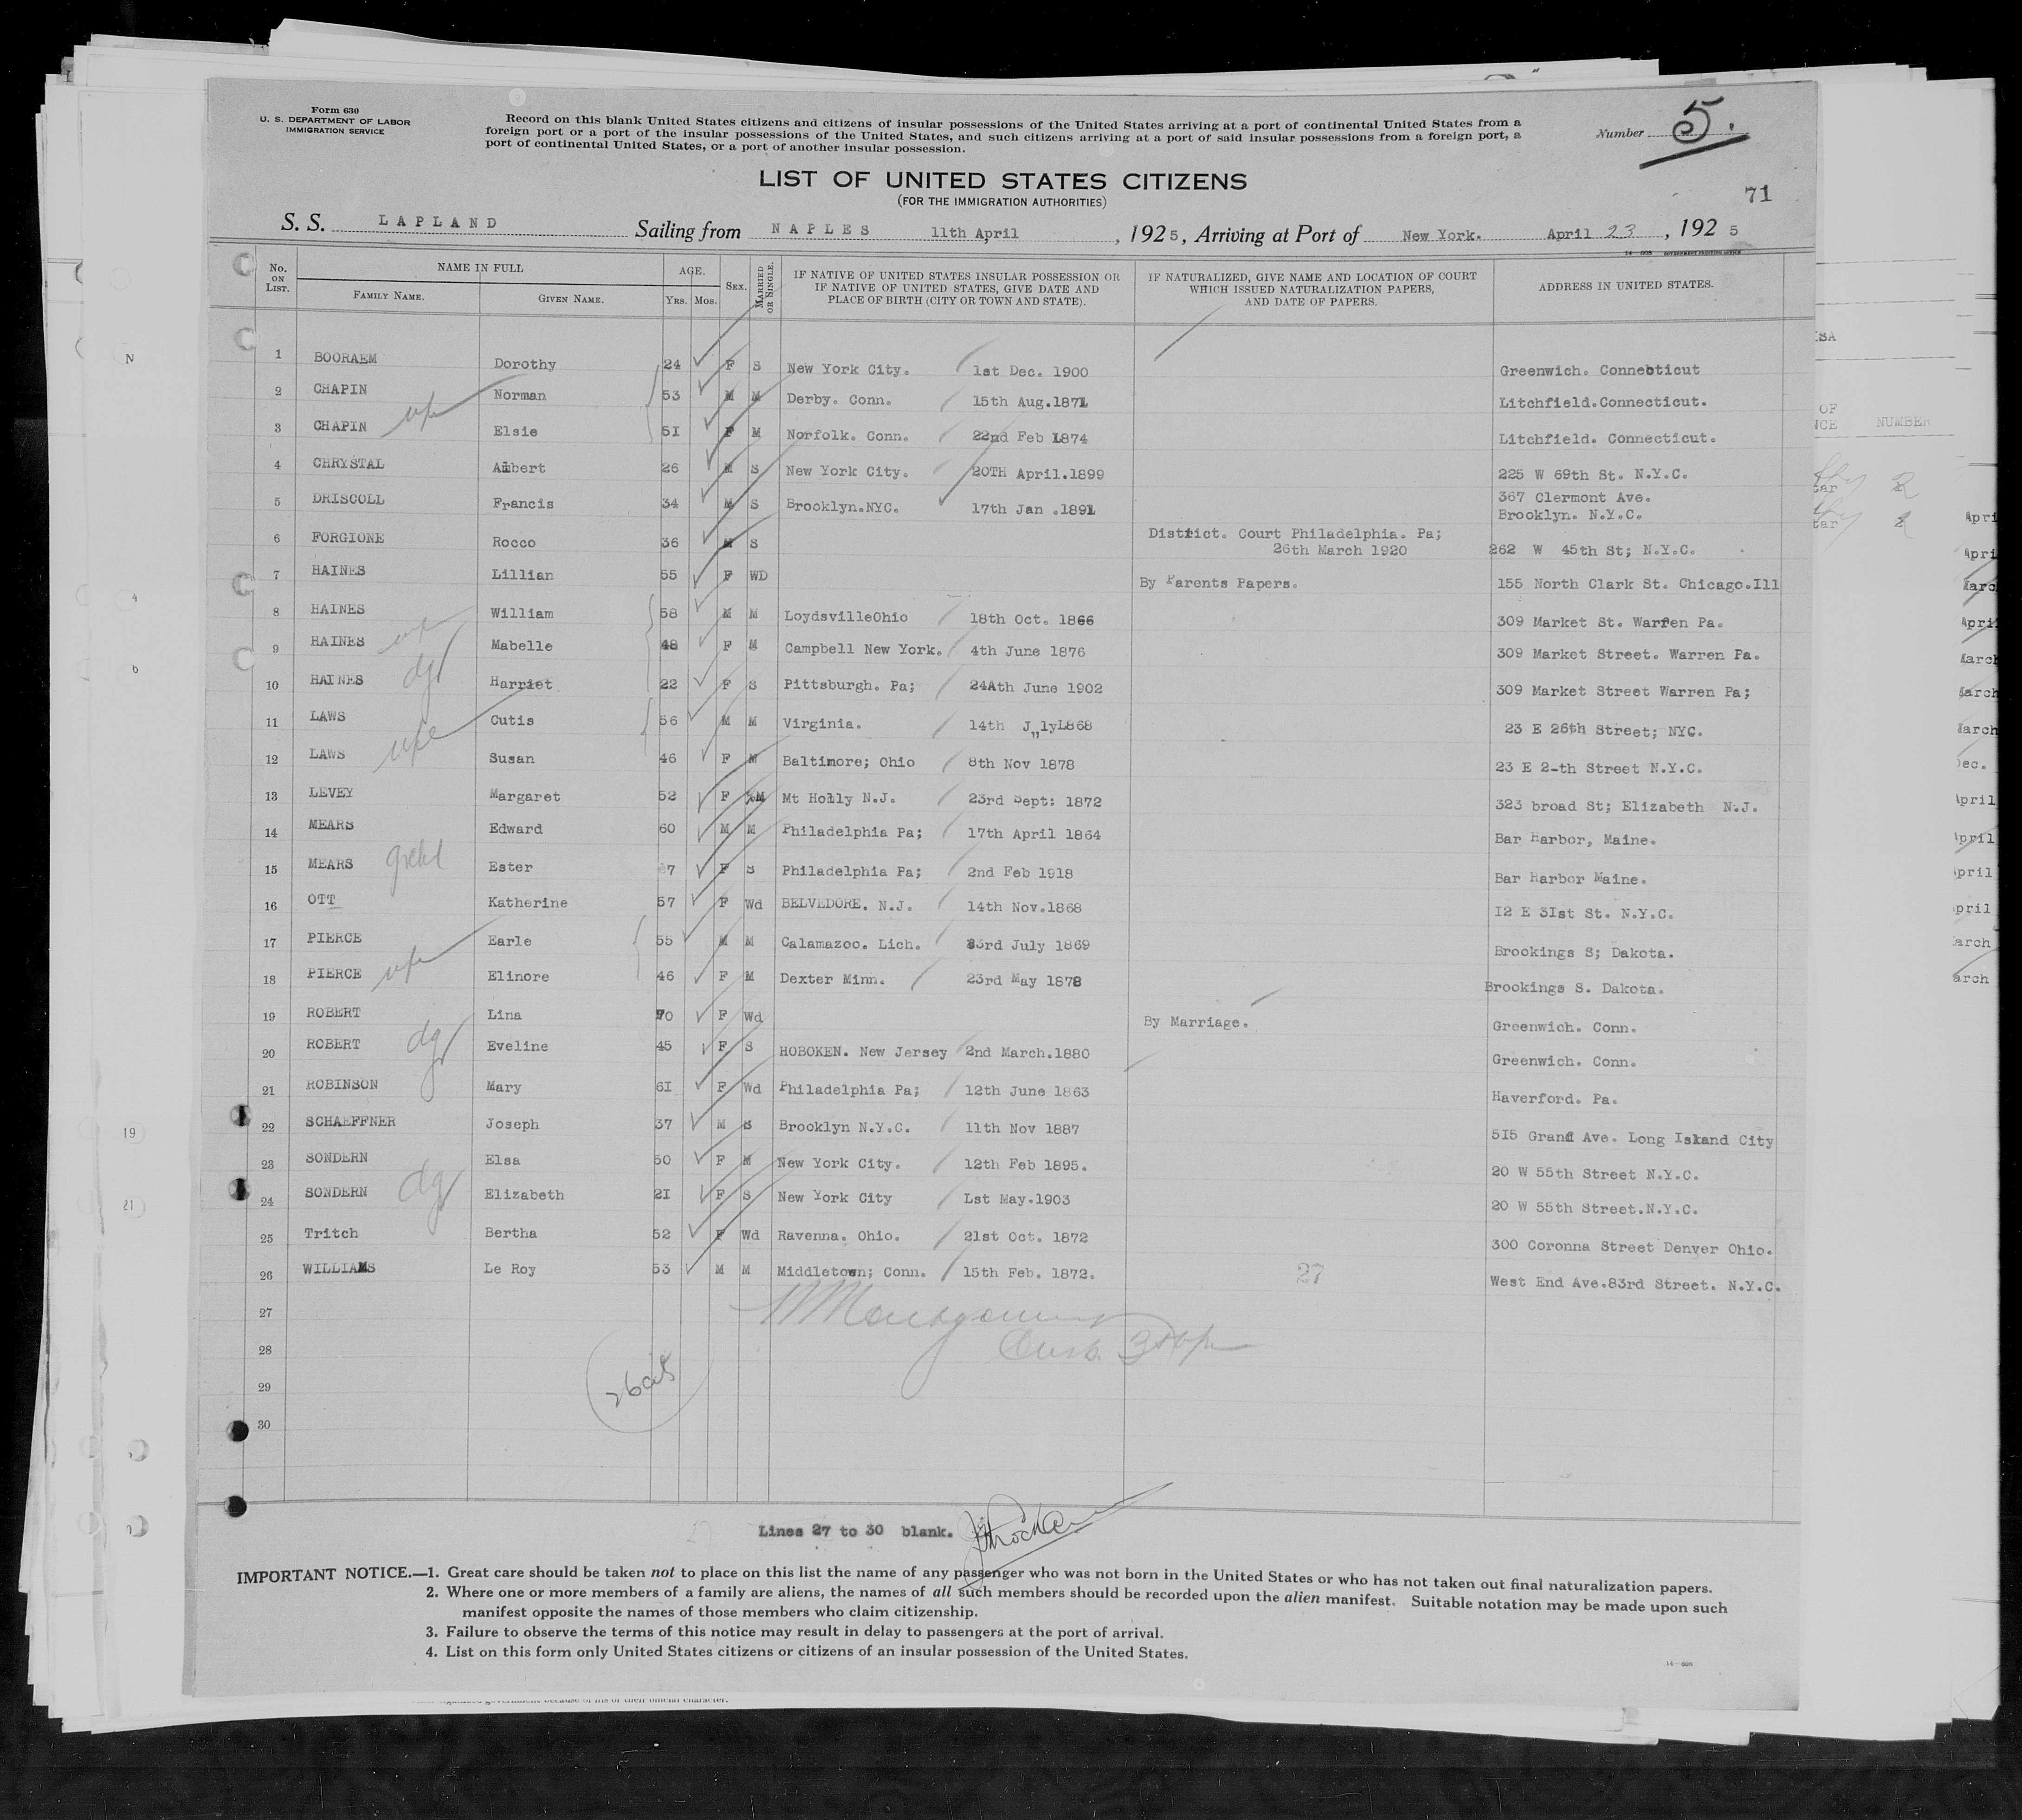 Form 630
U. S. DEPARTMENT OF LABOR
IMMIGRATION SERVICE
Record on this blank United States citizens and citizens of insular possessions of the United States arriving at a port of continental United States from a
foreign port or a port of the insular possessions of the United States, and such citizens arriving at a port of said insular possessions from a foreign port, a
port of continental United States, or a port of another insular possession.
Number 5.
LIST OF UNITED STATES CITIZENS
(FOR THE IMMIGRATION AUTHORITIES)
71
S. S. LAPLAND Sailing from NAPLES 11th April , 1925, Arriving at Port of New York. April 23, 1925
No. ON LIST. NAME IN FULL FAMILY NAME. GIVEN NAME. AGE. YRS. MOS. SEX. MARRIED OR SINGLE. IF NATIVE OF UNITED STATES INSULAR POSSESSION OR IF NATIVE OF UNITED STATES, GIVE DATE AND PLACE OF BIRTH (CITY OR TOWN AND STATE). IF NATURALIZED, GIVE NAME AND LOCATION OF COURT WHICH ISSUED NATURALIZATION PAPERS, AND DATE OF PAPERS. ADDRESS IN UNITED STATES.
1 BOORAEM Dorothy 24 F S New York City. 1st Dec. 1900 Greenwich. Connecticut
2 CHAPIN Norman 53 M M Derby. Conn. 15th Aug.1871 Litchfield.Connecticut.
3 CHAPIN Elsie 51 F M Norfolk. Conn. 22nd Feb 1874 Litchfield. Connecticut.
4 CHRYSTAL Albert 26 M S New York City. 20TH April.1899 225 W 69th St. N.Y.C.
5 DRISCOLL Francis 34 M S Brooklyn.NYC. 17th Jan .1891 367 Clermont Ave.
Brooklyn. N.Y.C.
6 FORGIONE Rocco 36 M S District. Court Philadelphia. Pa;
26th March 1920 262 W 45th St; N.Y.C.
7 HAINES Lillian 55 F WD By Parents Papers. 155 North Clark St. Chicago.Ill
8 HAINES William 58 M M LoydsvilleOhio 18th Oct. 1866 309 Market St. Warren Pa.
9 HAINES Mabelle 48 F M Campbell New York. 4th June 1876 309 Market Street. Warren Pa.
10 HAINES Harriet 22 F S Pittsburgh. Pa; 24Ath June 1902 309 Market Street Warren Pa;
11 LAWS Cutis 56 M M Virginia. 14th J,,lyL868 23 E 26th Street; NYC.
12 LAWS Susan 46 F M Baltimore; Ohio 8th Nov 1878 23 E 2-th Street N.Y.C.
13 LEVEY Margaret 52 F M Mt Holly N.J. 23rd Sept: 1872 323 broad St; Elizabeth N.J.
14 MEARS Edward 60 M M Philadelphia Pa; 17th April 1864 Bar Harbor, Maine.
15 MEARS Ester 7 F S Philadelphia Pa; 2nd Feb 1918 Bar Harbor Maine.
16 OTT Katherine 57 F Wd BELVEDORE. N.J. 14th Nov.1868 I2 E 3Ist St. N.Y.C.
17 PIERCE Earle 55 M M Calamazoo. Lich. 23rd July 1869 Brookings S; Dakota.
18 PIERCE Elinore 46 F M Dexter Minn. 23rd May 1878 Brookings S. Dakota.
19 ROBERT Lina 70 F Wd By Marriage. Greenwich. Conn.
20 ROBERT Eveline 45 F S HOBOKEN. New Jersey 2nd March.1880 Greenwich. Conn.
21 ROBINSON Mary 6I F Wd Philadelphia Pa; 12th June 1863 Haverford. Pa.
22 SCHAEFFNER Joseph 37 M S Brooklyn N.Y.C. 11th Nov 1887 5I5 Grand Ave. Long Island City
23 SONDERN Elsa 50 F M New York City. 12th Feb 1895. 20 W 55th Street N.Y.C.
24 SONDERN Elizabeth 2I F S New York City Lst May.1903 20 W 55th Street.N.Y.C.
25 Tritch Bertha 52 F Wd Ravenna. Ohio. 21st Oct. 1872 300 Coronna Street Denver Ohio.
26 WILLIAMS Le Roy 53 M M Middletown; Conn. 15th Feb. 1872. 27 West End Ave.83rd Street. N.Y.C.
27
28
29
30
Lines 27 to 30 blank.
IMPORTANT NOTICE.—1. Great care should be taken not to place on this list the name of any passenger who was not born in the United States or who has not taken out final naturalization papers.
2. Where one or more members of a family are aliens, the names of all such members should be recorded upon the alien manifest. Suitable notation may be made upon such
manifest opposite the names of those members who claim citizenship.
3. Failure to observe the terms of this notice may result in delay to passengers at the port of arrival.
4. List on this form only United States citizens or citizens of an insular possession of the United States.